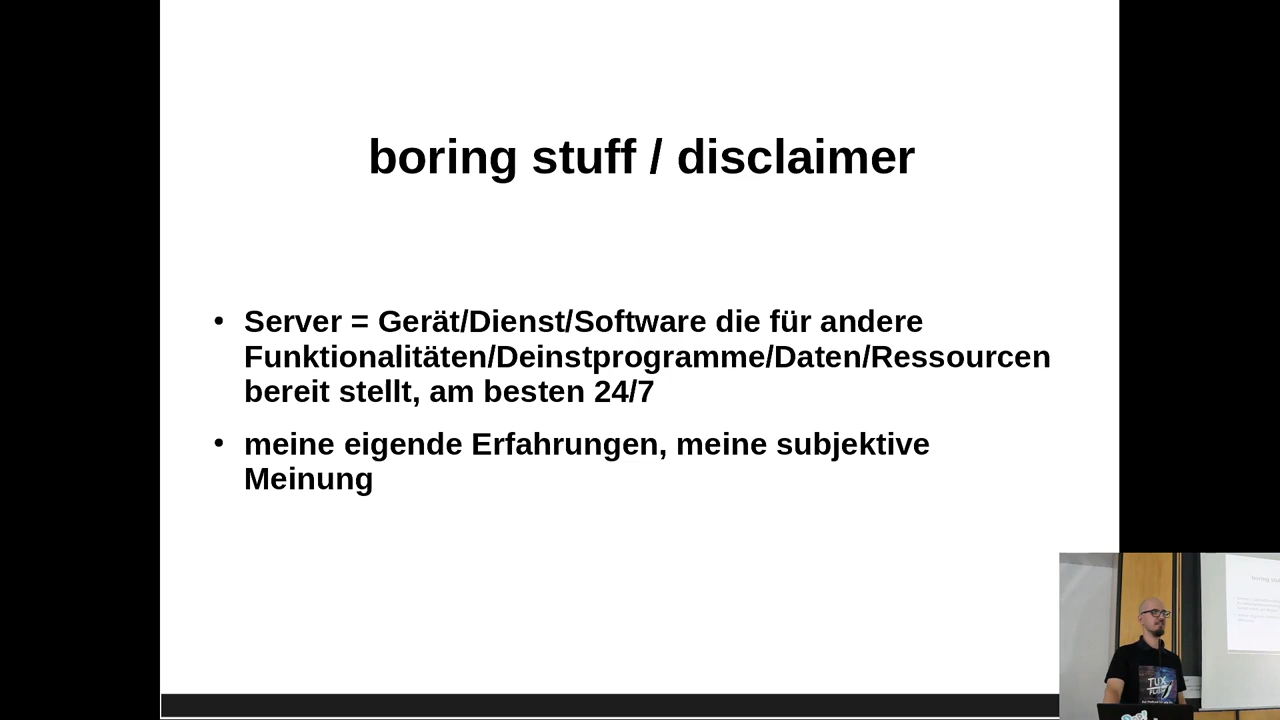 boring stuff / disclaimer
• Server = Gerät/Dienst/Software die für andere
Funktionalitäten/Deinstprogramme/Daten/Ressourcen
bereit stellt, am besten 24/7
• meine eigende Erfahrungen, meine subjektive
Meinung
TUX